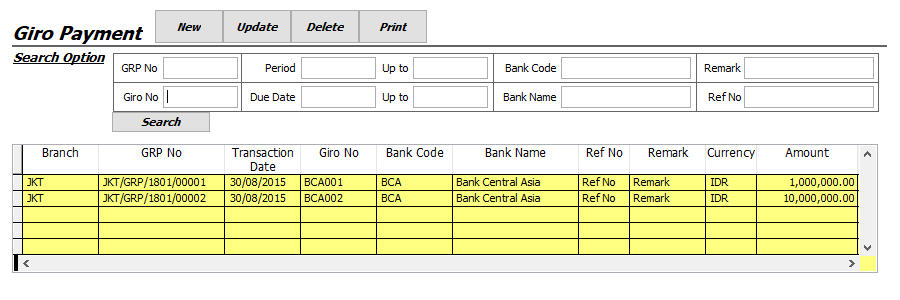 Giro Payment New Update Delete Print
Search Option
GRP No Period Up to Bank Code Remark
Giro No Due Date Up to Bank Name Ref No
Search
Branch GRP No Transaction Date Giro No Bank Code Bank Name Ref No Remark Currency Amount
JKT JKT/GRP/1801/00001 30/08/2015 BCA001 BCA Bank Central Asia Ref No Remark IDR 1,000,000.00
JKT JKT/GRP/1801/00002 30/08/2015 BCA002 BCA Bank Central Asia Ref No Remark IDR 10,000,000.00